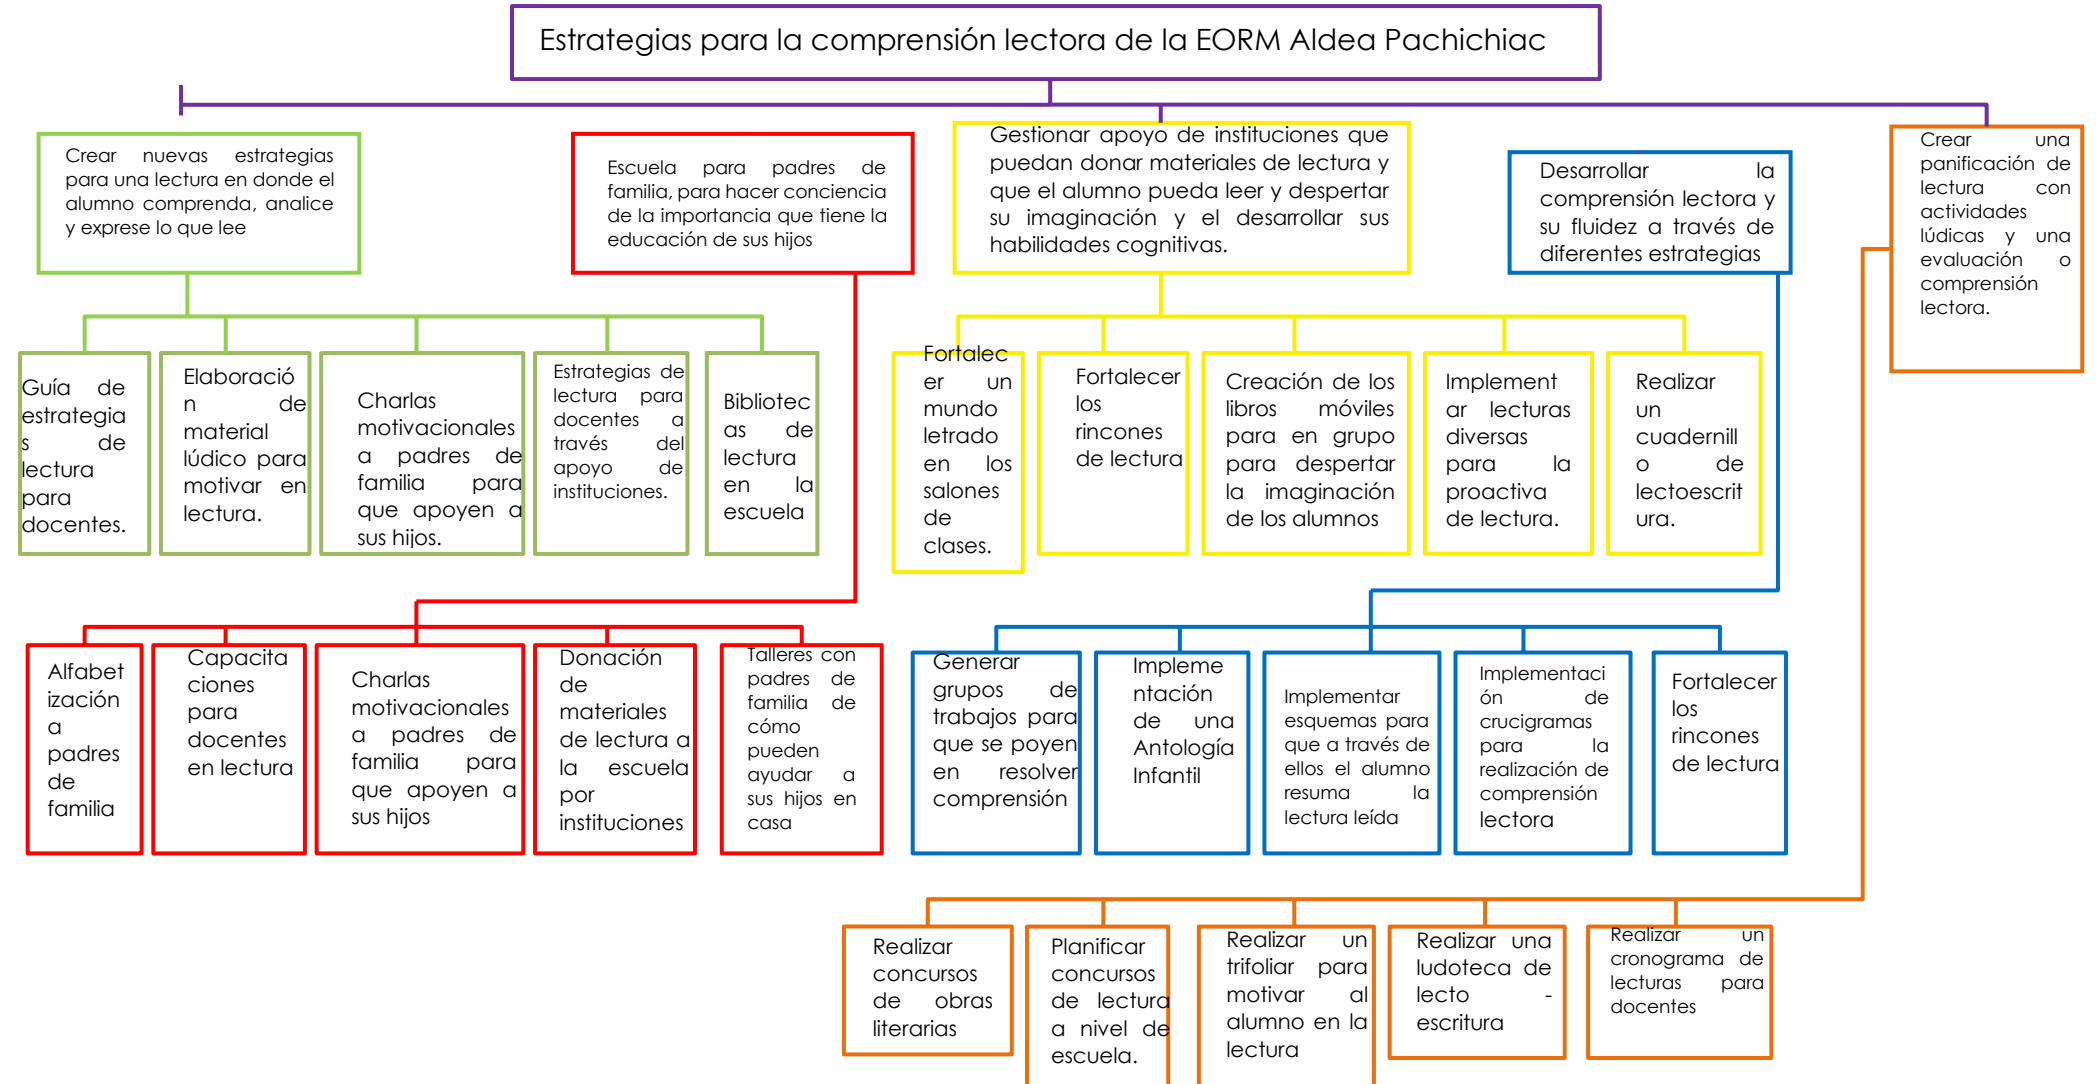 Estrategias para la comprensión lectora de la EORM Aldea Pachichiac
Crear nuevas estrategias
para una lectura en donde el
alumno comprenda, analice
y exprese lo que lee
Escuela para padres de
familia, para hacer conciencia
de la importancia que tiene la
educación de sus hijos
Gestionar apoyo de instituciones que
puedan donar materiales de lectura y
que el alumno pueda leer y despertar
su imaginación y el desarrollar sus
habilidades cognitivas.
Desarrollar la
comprensión lectora y
su fluidez a través de
diferentes estrategias
Crear una
panificación de
lectura con
actividades
lúdicas y una
evaluación o
comprensión
lectora.
Guía de
estrategia
s de
lectura
para
docentes.
Elaboració
n de
material
lúdico para
motivar en
lectura.
Charlas
motivacionales
a padres de
familia para
que apoyen a
sus hijos.
Estrategias de
lectura para
docentes a
través del
apoyo de
instituciones.
Bibliotec
as de
lectura
en la
escuela
Fortalec
er un
mundo
letrado
en los
salones
de
clases.
Fortalecer
los
rincones
de lectura
Creación de los
libros móviles
para en grupo
para despertar
la imaginación
de los alumnos
Implement
ar lecturas
diversas
para la
proactiva
de lectura.
Realizar
un
cuadernill
o de
lectoescrit
ura.
Alfabet
ización
a
padres
de
familia
Capacita
ciones
para
docentes
en lectura
Charlas
motivacionales
a padres de
familia para
que apoyen a
sus hijos
Donación
de
materiales
de lectura a
la escuela
por
instituciones
Talleres con
padres de
familia de
cómo
pueden
ayudar a
sus hijos en
casa
Generar
grupos de
trabajos para
que se poyen
en resolver
comprensión
Impleme
ntación
de una
Antología
Infantil
Implementar
esquemas para
que a través de
ellos el alumno
resuma la
lectura leída
Implementaci
ón de
crucigramas
para la
realización de
comprensión
lectora
Fortalecer
los
rincones
de lectura
Realizar
concursos
de obras
literarias
Planificar
concursos
de lectura
a nivel de
escuela.
Realizar un
trifoliar para
motivar al
alumno en la
lectura
Realizar una
ludoteca de
lecto -
escritura
Realizar un
cronograma de
lecturas para
docentes